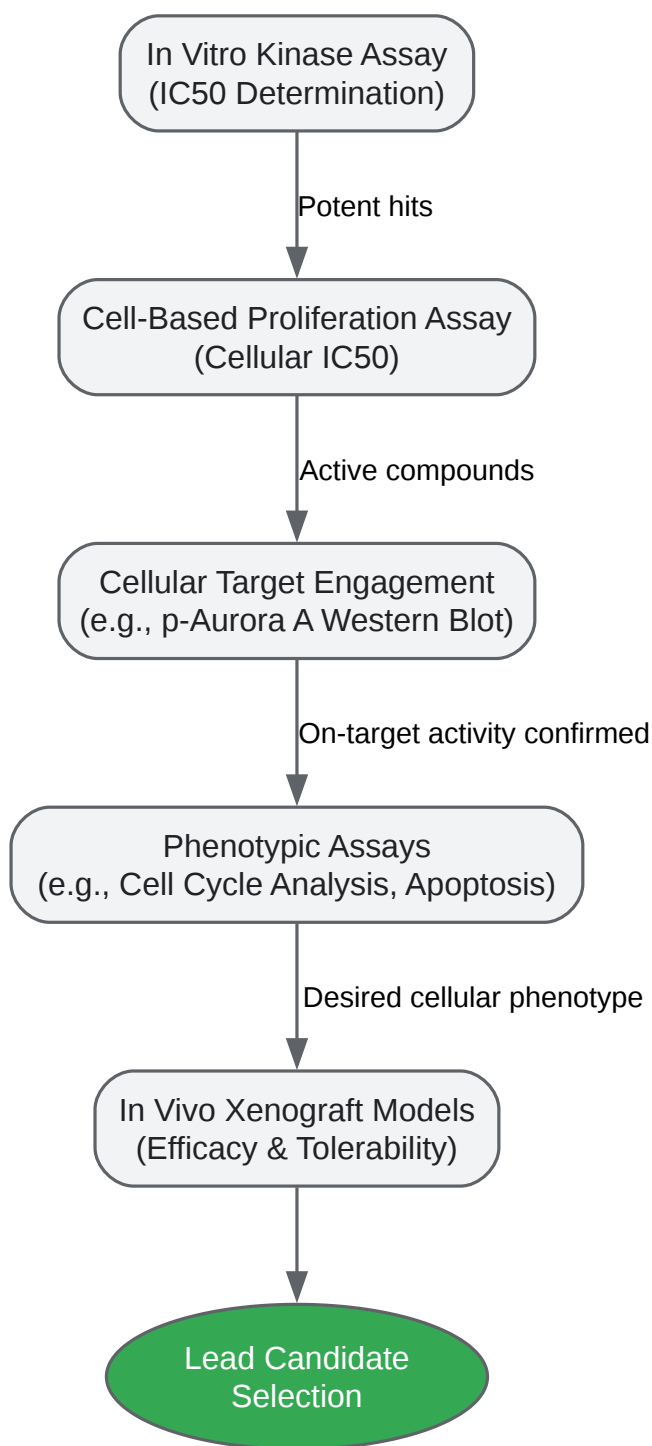 In Vitro Kinase Assay
(IC50 Determination)
Potent hits
Cell-Based Proliferation Assay
(Cellular IC50)
Active compounds
Cellular Target Engagement
(e.g., p-Aurora A Western Blot)
On-target activity confirmed
Phenotypic Assays
(e.g., Cell Cycle Analysis, Apoptosis)
Desired cellular phenotype
In Vivo Xenograft Models
(Efficacy & Tolerability)
Lead Candidate
Selection